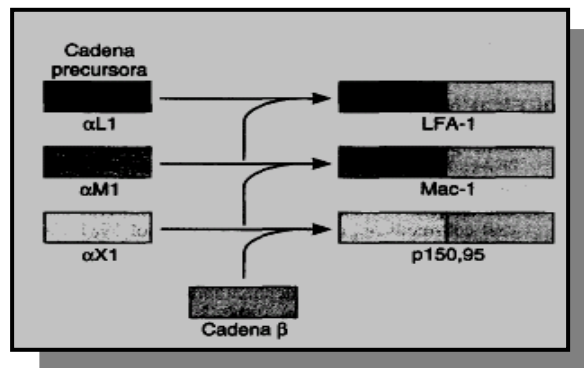 Cadena
precursora
αL1
LFA-1
αM1
Mac-1
αX1
p150,95
Cadena β